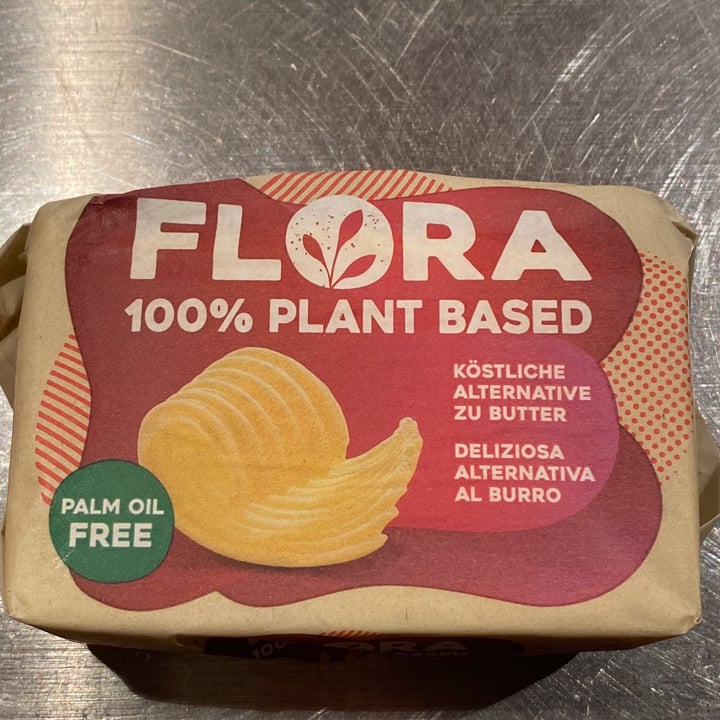 FLORA
100% PLANT BASED
KÖSTLICHE
ALTERNATIVE
ZU BUTTER
DELIZIOSA
ALTERNATIVA
AL BURRO
PALM OIL
FREE